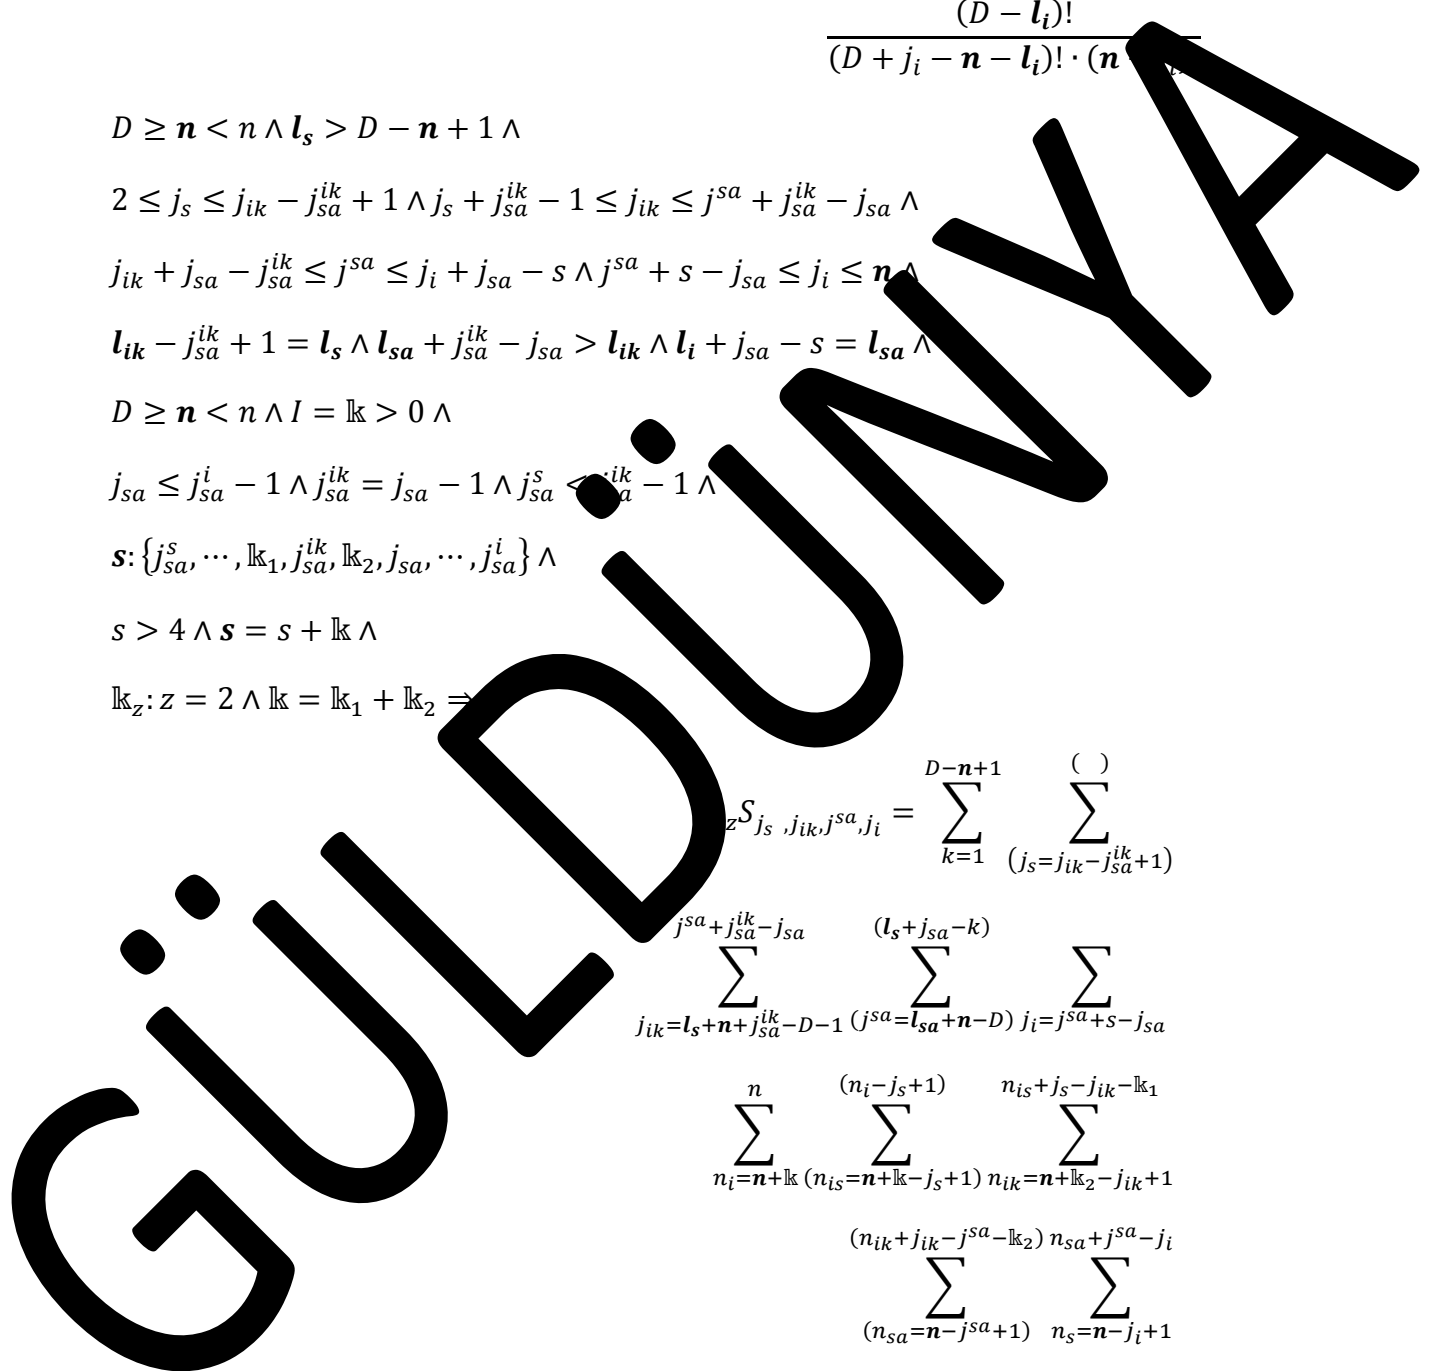 (D − l_i)!
(D + j_i − n − l_i)! · (n
D ≥ n < n ∧ l_s > D − n + 1 ∧
2 ≤ j_s ≤ j_ik − j_sa^ik + 1 ∧ j_s + j_sa^ik − 1 ≤ j_ik ≤ j^sa + j_sa^ik − j_sa ∧
j_ik + j_sa − j_sa^ik ≤ j^sa ≤ j_i + j_sa − s ∧ j^sa + s − j_sa ≤ j_i ≤ n ∧
l_ik − j_sa^ik + 1 = l_s ∧ l_sa + j_sa^ik − j_sa > l_ik ∧ l_i + j_sa − s = l_sa ∧
D ≥ n < n ∧ I = 𝕜 > 0 ∧
j_sa ≤ j_sa^i − 1 ∧ j_sa^ik = j_sa − 1 ∧ j_sa^s < j_sa^ik − 1 ∧
s: {j_sa^s, ⋯ , 𝕜_1, j_sa^ik, 𝕜_2, j_sa, ⋯ , j_sa^i} ∧
s > 4 ∧ s = s + 𝕜 ∧
𝕜_z: z = 2 ∧ 𝕜 = 𝕜_1 + 𝕜_2 ⇒
D−n+1 ( )
_z S_{j_s ,j_ik,j^sa,j_i} = ∑ ∑
k=1 (j_s=j_ik−j_sa^ik+1)
j^sa+j_sa^ik−j_sa (l_s+j_sa−k)
∑ ∑ ∑
j_ik=l_s+n+j_sa^ik−D−1 (j^sa=l_sa+n−D) j_i=j^sa+s−j_sa
n (n_i−j_s+1) n_is+j_s−j_ik−𝕜_1
∑ ∑ ∑
n_i=n+𝕜 (n_is=n+𝕜−j_s+1) n_ik=n+𝕜_2−j_ik+1
(n_ik+j_ik−j^sa−𝕜_2) n_sa+j^sa−j_i
∑ ∑
(n_sa=n−j^sa+1) n_s=n−j_i+1
GÜLDÜNYA